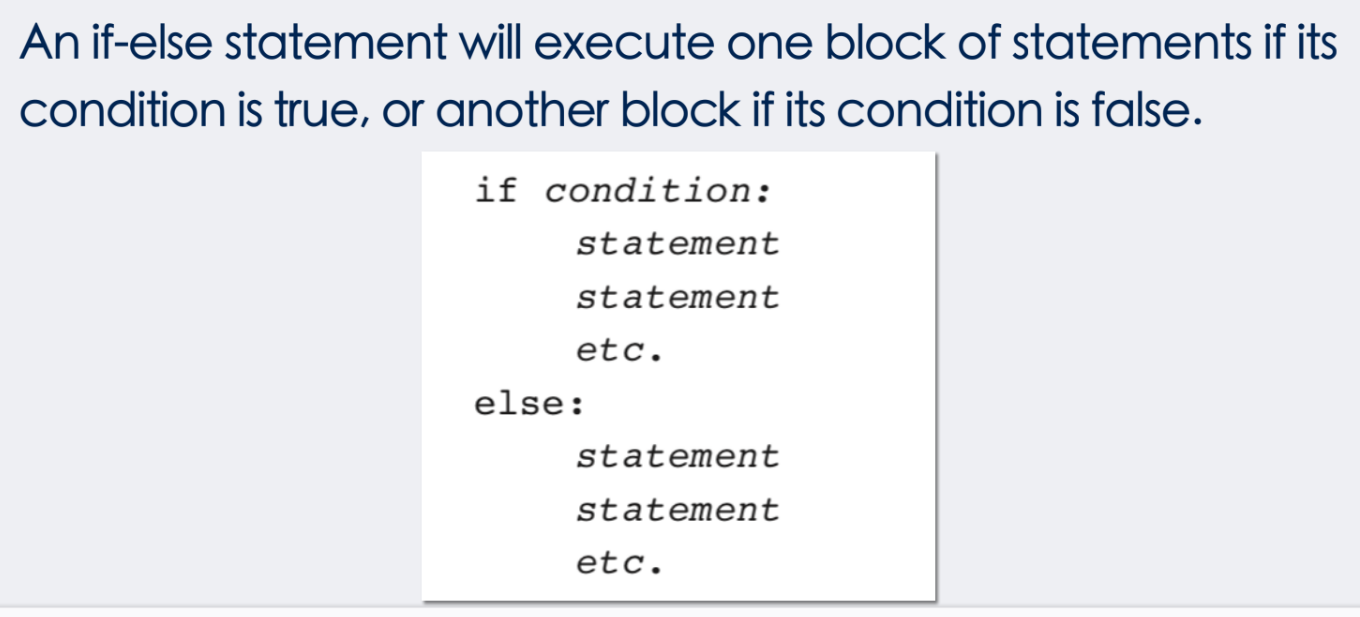 An if-else statement will execute one block of statements if its
condition is true, or another block if its condition is false.
if condition:
statement
statement
etc.
else:
statement
statement
etc.